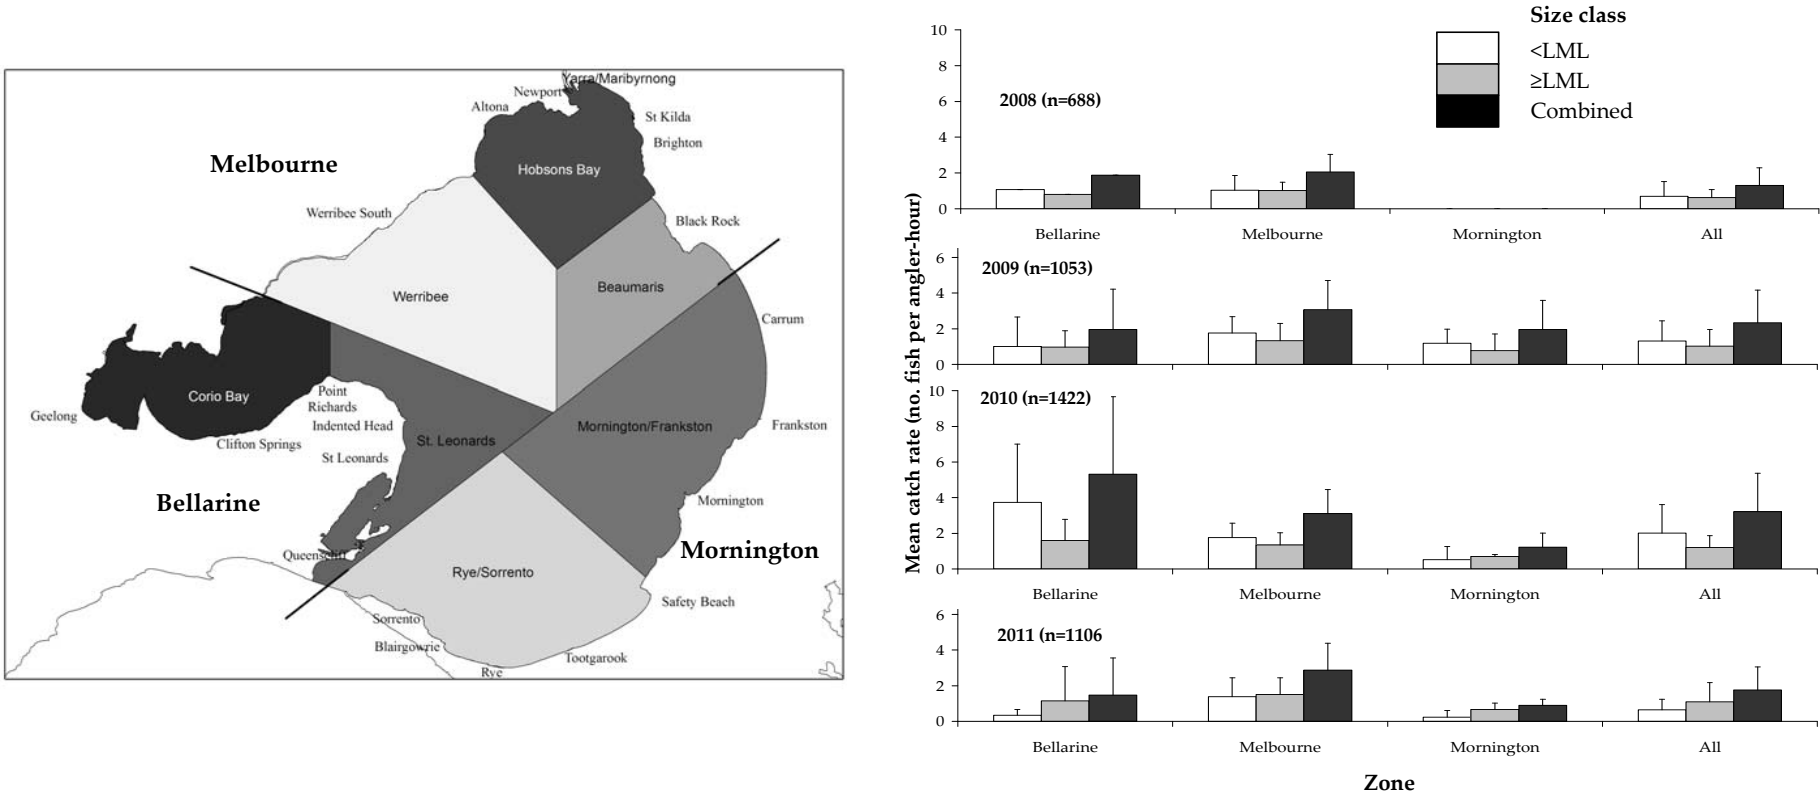 Yarra/Maribyrnong
Newport
Altona
St Kilda
Brighton
Melbourne
Hobsons Bay
Werribee South
Black Rock
Werribee
Beaumaris
Carrum
Corio Bay
Point
Richards
Geelong
Indented Head
Mornington/Frankston
Frankston
Clifton Springs
St. Leonards
St Leonards
Bellarine
Mornington
Mornington
Queenscliff
Rye/Sorrento
Safety Beach
Sorrento
Blairgowrie
Tootgarook
Rye
Size class
<LML
≥LML
Combined
Mean catch rate (no. fish per angler-hour)
10
8
6
4
2
0
2008 (n=688)
Bellarine Melbourne Mornington All
6
4
2
0
2009 (n=1053)
10
8
6
4
2
0
2010 (n=1422)
Bellarine Melbourne Mornington All
6
4
2
0
2011 (n=1106
Bellarine Melbourne Mornington All
Zone